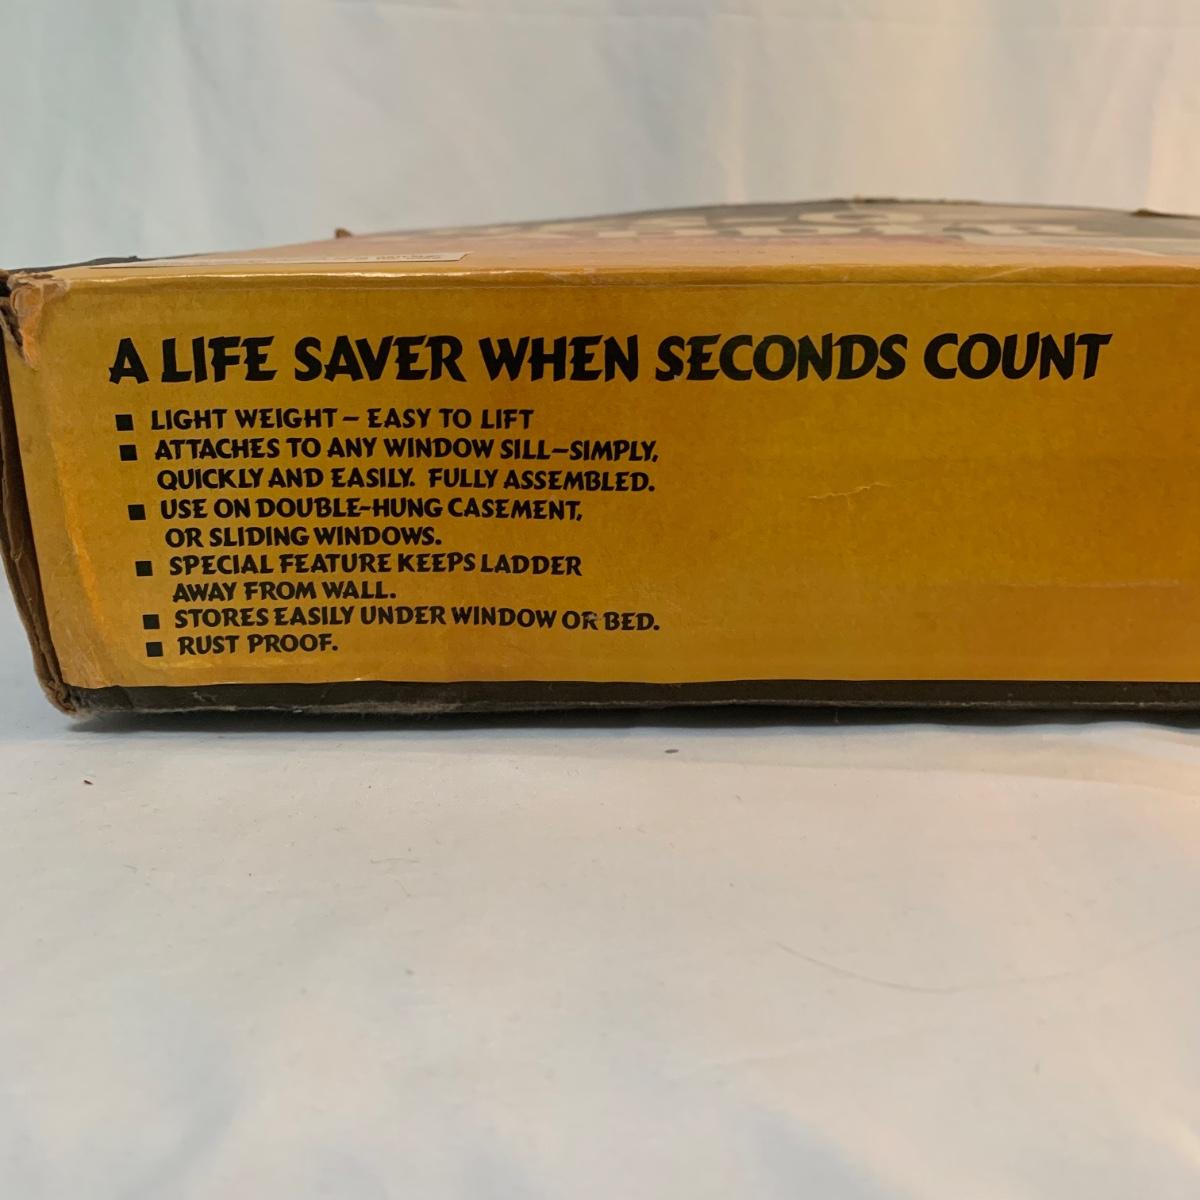 A LIFE SAVER WHEN SECONDS COUNT
■ LIGHT WEIGHT – EASY TO LIFT
■ ATTACHES TO ANY WINDOW SILL–SIMPLY,
QUICKLY AND EASILY. FULLY ASSEMBLED.
■ USE ON DOUBLE-HUNG CASEMENT,
OR SLIDING WINDOWS.
■ SPECIAL FEATURE KEEPS LADDER
AWAY FROM WALL.
■ STORES EASILY UNDER WINDOW OR BED.
■ RUST PROOF.